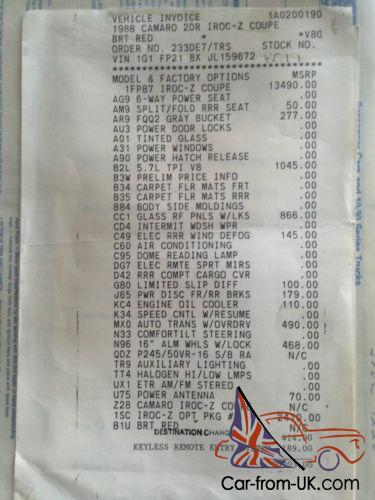 VEHICLE INVOICE 1A0200190
1988 CAMARO 2DR IROC-Z COUPE
BRT RED * *V8G
ORDER NO. 233DE7/TRS STOCK NO.
VIN 1G1 FP21 8X JL159672
MODEL & FACTORY OPTIONS MSRP
1FP87 IROC-Z COUPE 13490.00
AG9 6-WAY POWER SEAT .00
AM9 SPLIT/FOLD RRR SEAT 50.00
AR9 FQQ2 GRAY BUCKET 277.00
AU3 POWER DOOR LOCKS .00
A01 TINTED GLASS .00
A31 POWER WINDOWS .00
A90 POWER HATCH RELEASE .00
B2L 5.7L TPI V8 1045.00
B3W PRELIM PRICE INFO .00
B34 CARPET FLR MATS FRT .00
B35 CARPET FLR MATS RRR .00
B84 BODY SIDE MOLDINGS .00
CC1 GLASS RF PNLS W/LKS 866.00
CD4 INTERMIT WDSH WPR .00
C49 ELEC RRR WIND DEFOG 145.00
C60 AIR CONDITIONING .00
C95 DOME READING LAMP .00
DG7 ELEC RMTE SPRT MIRS .00
D42 RRR COMPT CARGO CVR .00
G80 LIMITED SLIP DIFF 100.00
J65 PWR DISC FR/RR BRKS 179.00
KC4 ENGINE OIL COOLER 110.00
K34 SPEED CNTL W/RESUME .00
MX0 AUTO TRANS W/OVRDRV 490.00
N33 COMFORTILT STEERING .00
N96 16" ALM WHLS W/LOCK 468.00
QDZ P245/50VR-16 S/B RA N/C
TR9 AUXILIARY LIGHTING .00
TT4 HALOGEN HI/LOW LMPS .00
UX1 ETR AM/FM STEREO .00
U75 POWER ANTENNA 70.00
Z28 CAMARO IROC-Z N/C
1SC IROC-Z OPT PKG #
81U BRT RED N/C
DESTINATION CHARGE
KEYLESS REMOTE ENTRY 189.00
Car-from-UK.com
and 10-30 Series Trucks